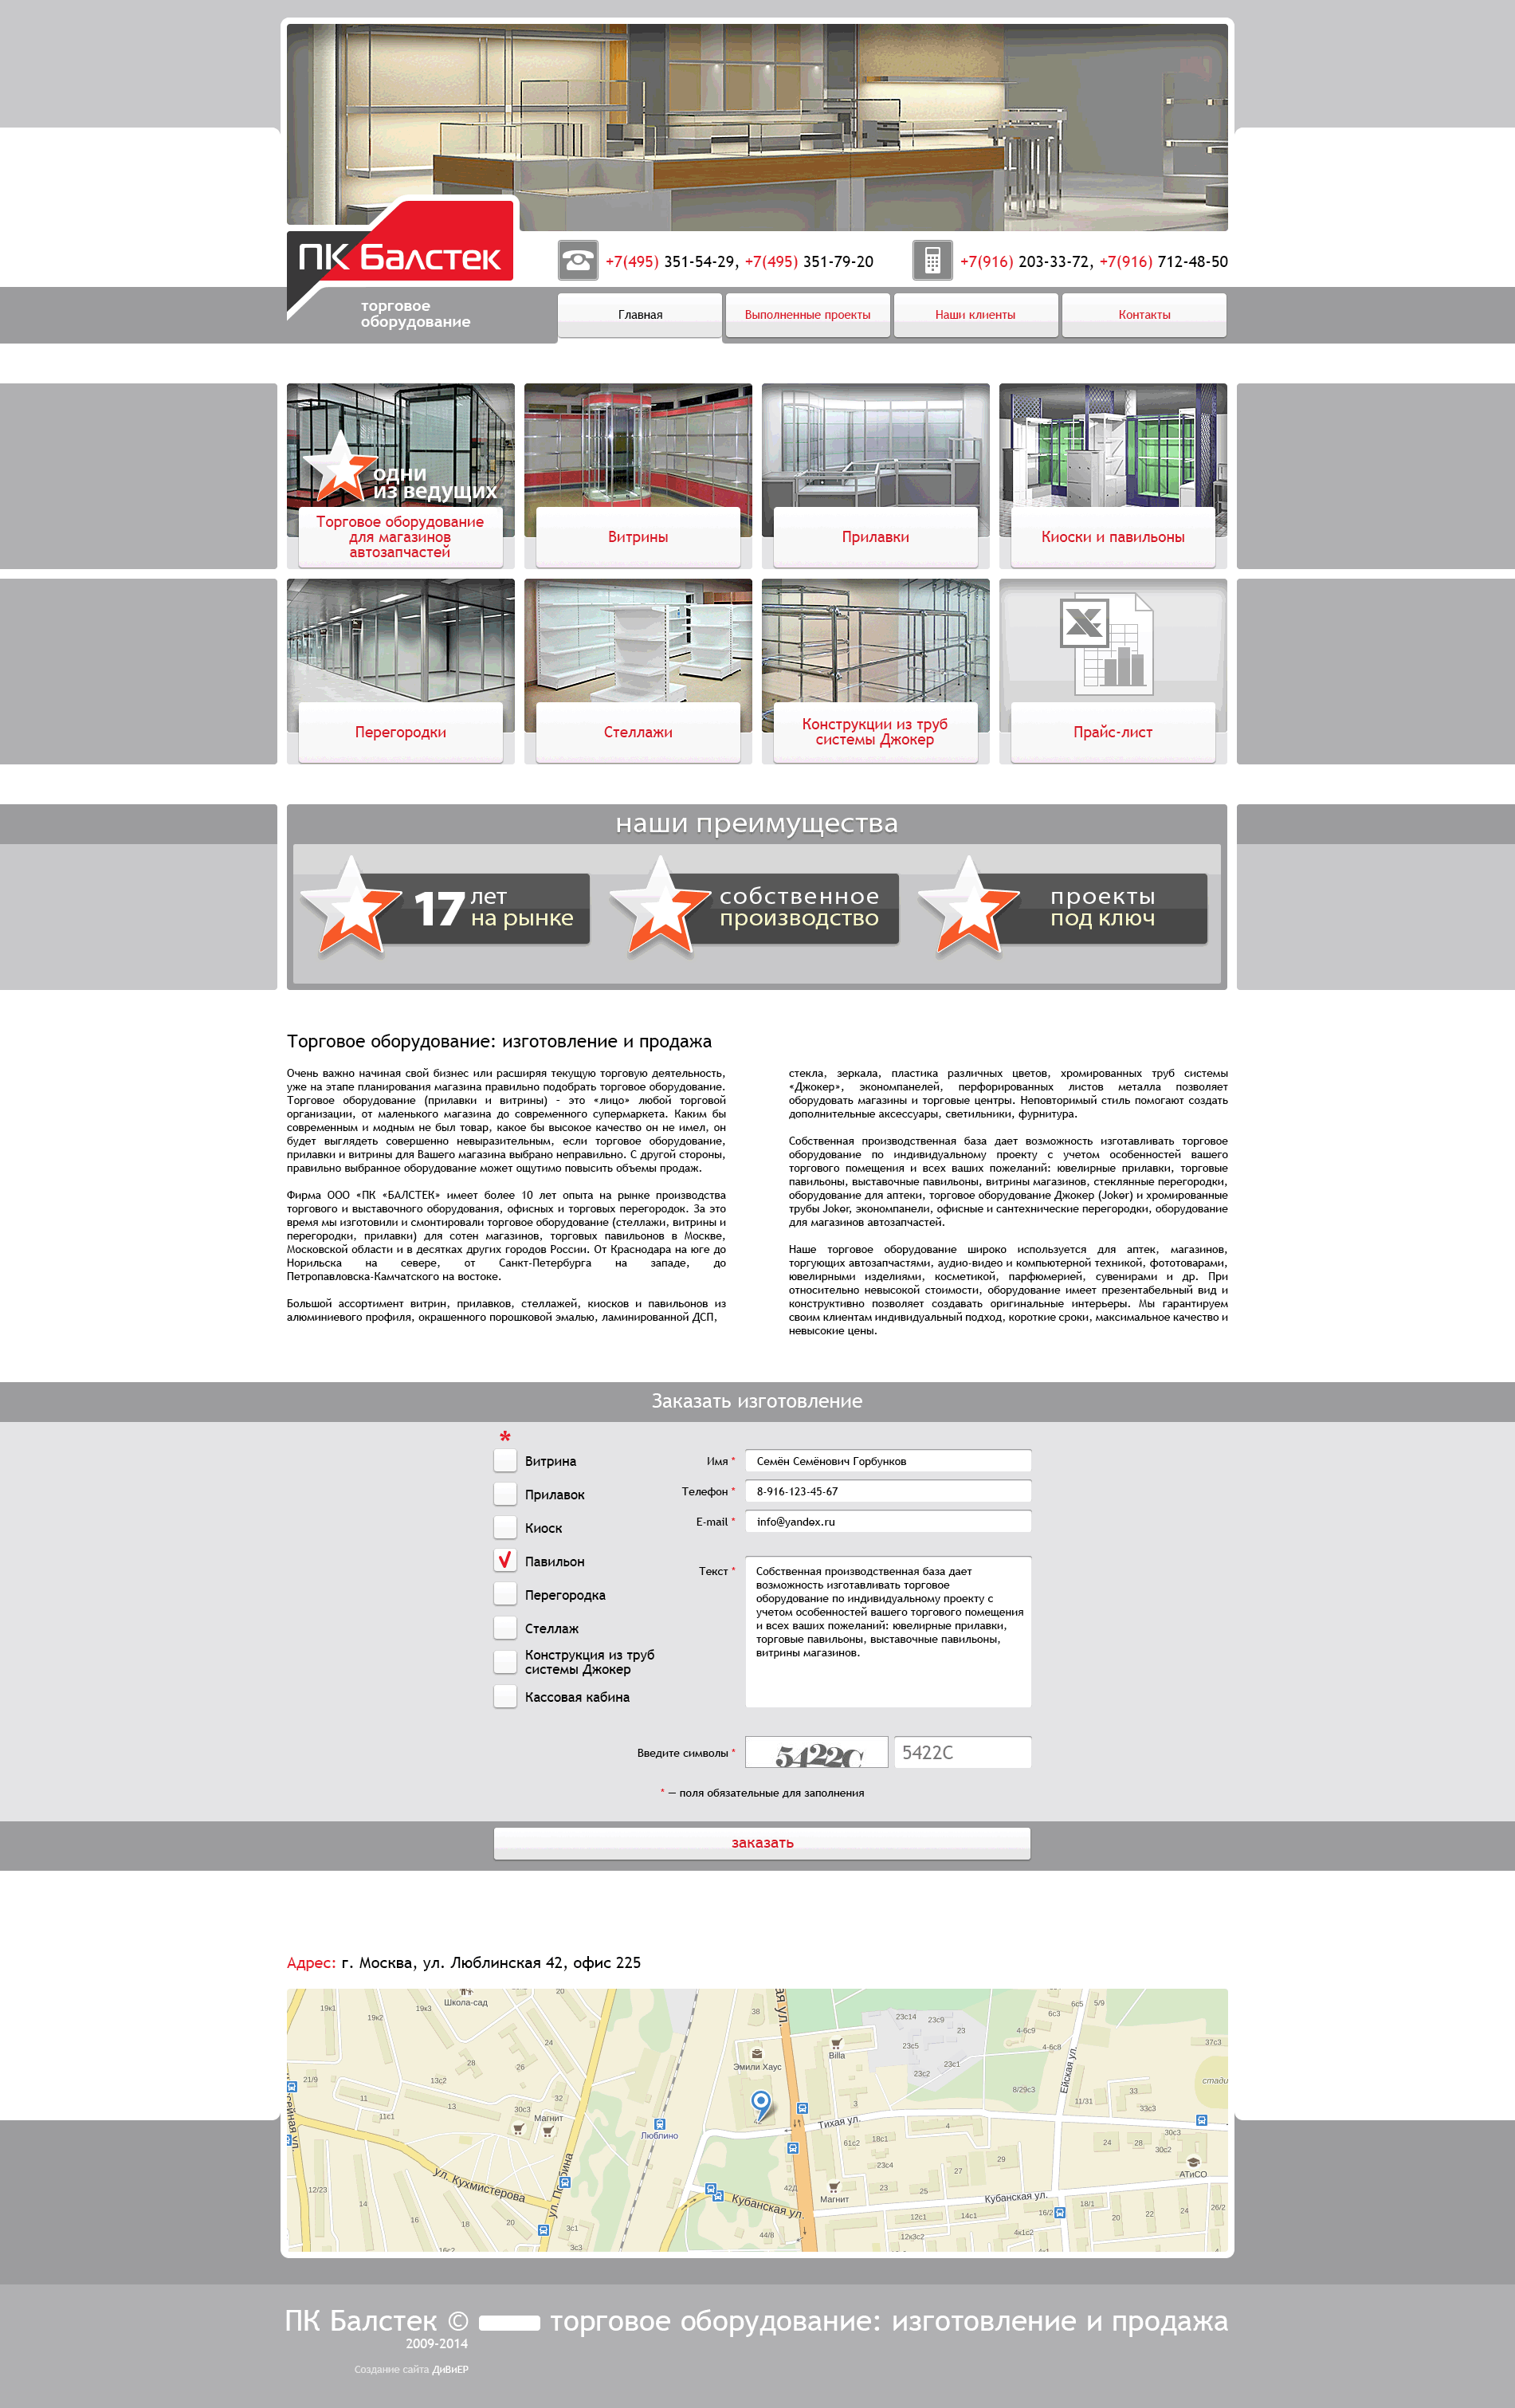 ПК Балстек
торговое
оборудование
+7(495) 351-54-29, +7(495) 351-79-20
+7(916) 203-33-72, +7(916) 712-48-50
Главная
Выполненные проекты
Наши клиенты
Контакты
одни
из ведущих
Торговое оборудование
для магазинов
автозапчастей
Витрины
Прилавки
Киоски и павильоны
Перегородки
Стеллажи
Конструкции из труб
системы Джокер
X
Прайс-лист
наши преимущества
17 лет
на рынке
собственное
производство
проекты
под ключ
Торговое оборудование: изготовление и продажа
Очень важно начиная свой бизнес или расширяя текущую торговую деятельность,
уже на этапе планирования магазина правильно подобрать торговое оборудование.
Торговое оборудование (прилавки и витрины) – это «лицо» любой торговой
организации, от маленького магазина до современного супермаркета. Каким бы
современным и модным не был товар, какое бы высокое качество он не имел, он
будет выглядеть совершенно невыразительным, если торговое оборудование,
прилавки и витрины для Вашего магазина выбрано неправильно. С другой стороны,
правильно выбранное оборудование может ощутимо повысить объемы продаж.
Фирма ООО «ПК «БАЛСТЕК» имеет более 10 лет опыта на рынке производства
торгового и выставочного оборудования, офисных и торговых перегородок. За это
время мы изготовили и смонтировали торговое оборудование (стеллажи, витрины и
перегородки, прилавки) для сотен магазинов, торговых павильонов в Москве,
Московской области и в десятках других городов России. От Краснодара на юге до
Норильска на севере, от Санкт-Петербурга на западе, до
Петропавловска-Камчатского на востоке.
Большой ассортимент витрин, прилавков, стеллажей, киосков и павильонов из
алюминиевого профиля, окрашенного порошковой эмалью, ламинированной ДСП,
стекла, зеркала, пластика различных цветов, хромированных труб системы
«Джокер», экономпанелей, перфорированных листов металла позволяет
оборудовать магазины и торговые центры. Неповторимый стиль помогают создать
дополнительные аксессуары, светильники, фурнитура.
Собственная производственная база дает возможность изготавливать торговое
оборудование по индивидуальному проекту с учетом особенностей вашего
торгового помещения и всех ваших пожеланий: ювелирные прилавки, торговые
павильоны, выставочные павильоны, витрины магазинов, стеклянные перегородки,
оборудование для аптеки, торговое оборудование Джокер (Joker) и хромированные
трубы Joker, экономпанели, офисные и сантехнические перегородки, оборудование
для магазинов автозапчастей.
Наше торговое оборудование широко используется для аптек, магазинов,
торгующих автозапчастями, аудио-видео и компьютерной техникой, фототоварами,
ювелирными изделиями, косметикой, парфюмерией, сувенирами и др. При
относительно невысокой стоимости, оборудование имеет презентабельный вид и
конструктивно позволяет создавать оригинальные интерьеры. Мы гарантируем
своим клиентам индивидуальный подход, короткие сроки, максимальное качество и
невысокие цены.
Заказать изготовление
*
Витрина
Прилавок
Киоск
Павильон
Перегородка
Стеллаж
Конструкция из труб
системы Джокер
Кассовая кабина
Имя * Семён Семёнович Горбунков
Телефон * 8-916-123-45-67
E-mail * info@yandex.ru
Текст * Собственная производственная база дает
возможность изготавливать торговое
оборудование по индивидуальному проекту с
учетом особенностей вашего торгового помещения
и всех ваших пожеланий: ювелирные прилавки,
торговые павильоны, выставочные павильоны,
витрины магазинов.
Введите символы * 5422C 5422C
* — поля обязательные для заполнения
заказать
Адрес: г. Москва, ул. Люблинская 42, офис 225
Школа-сад
Эмили Хаус
Billa
Магнит
Люблино
Тихая ул.
Ейская ул.
ул. Кухмистерова
Кубанская ул.
Магнит
Кубанская ул.
АТиСО
ПК Балстек © торговое оборудование: изготовление и продажа
2009-2014
Создание сайта ДиВиЕР